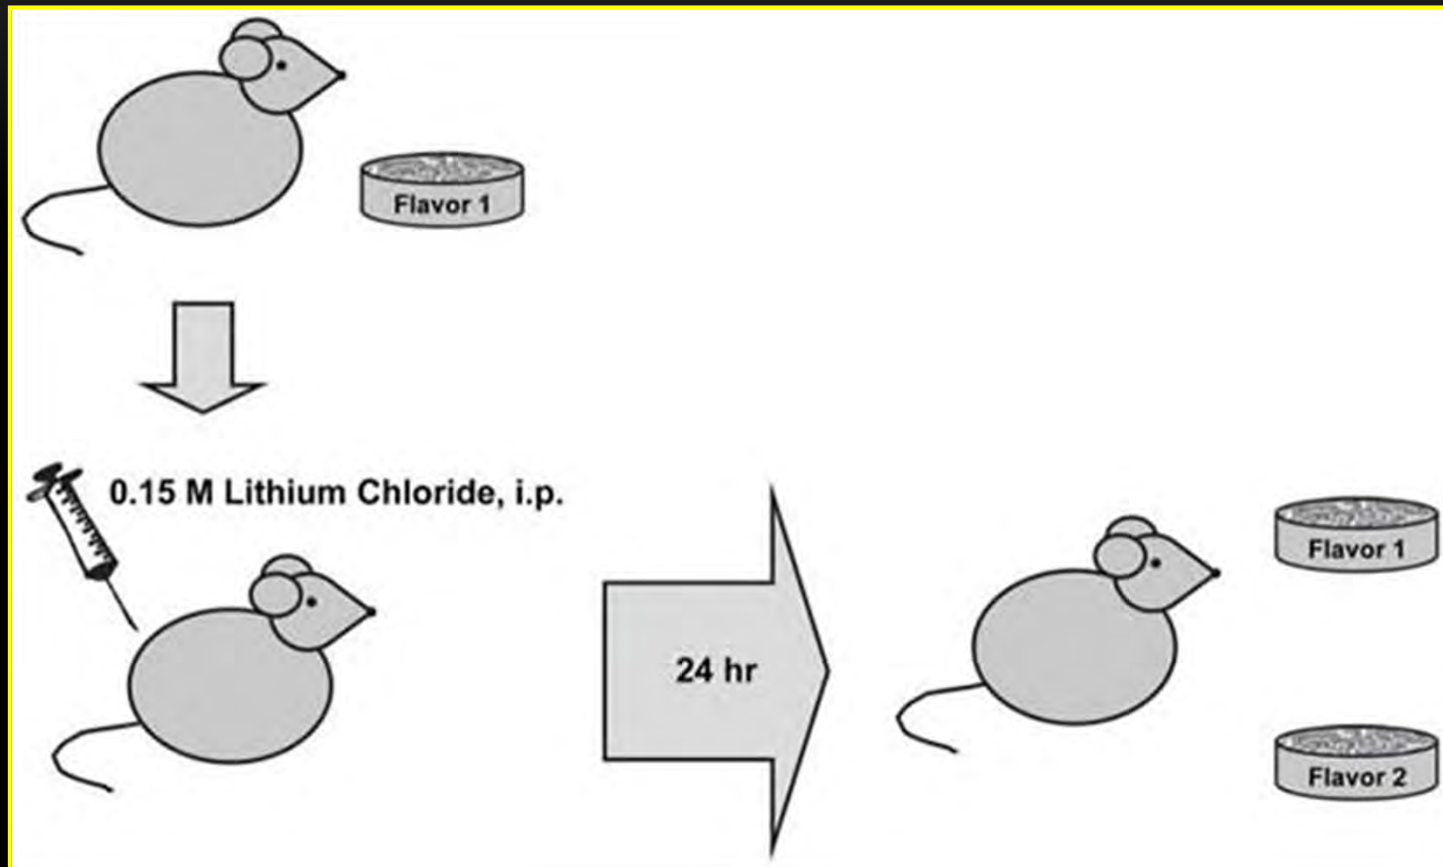 Flavor 1
0.15 M Lithium Chloride, i.p.
24 hr
Flavor 1
Flavor 2